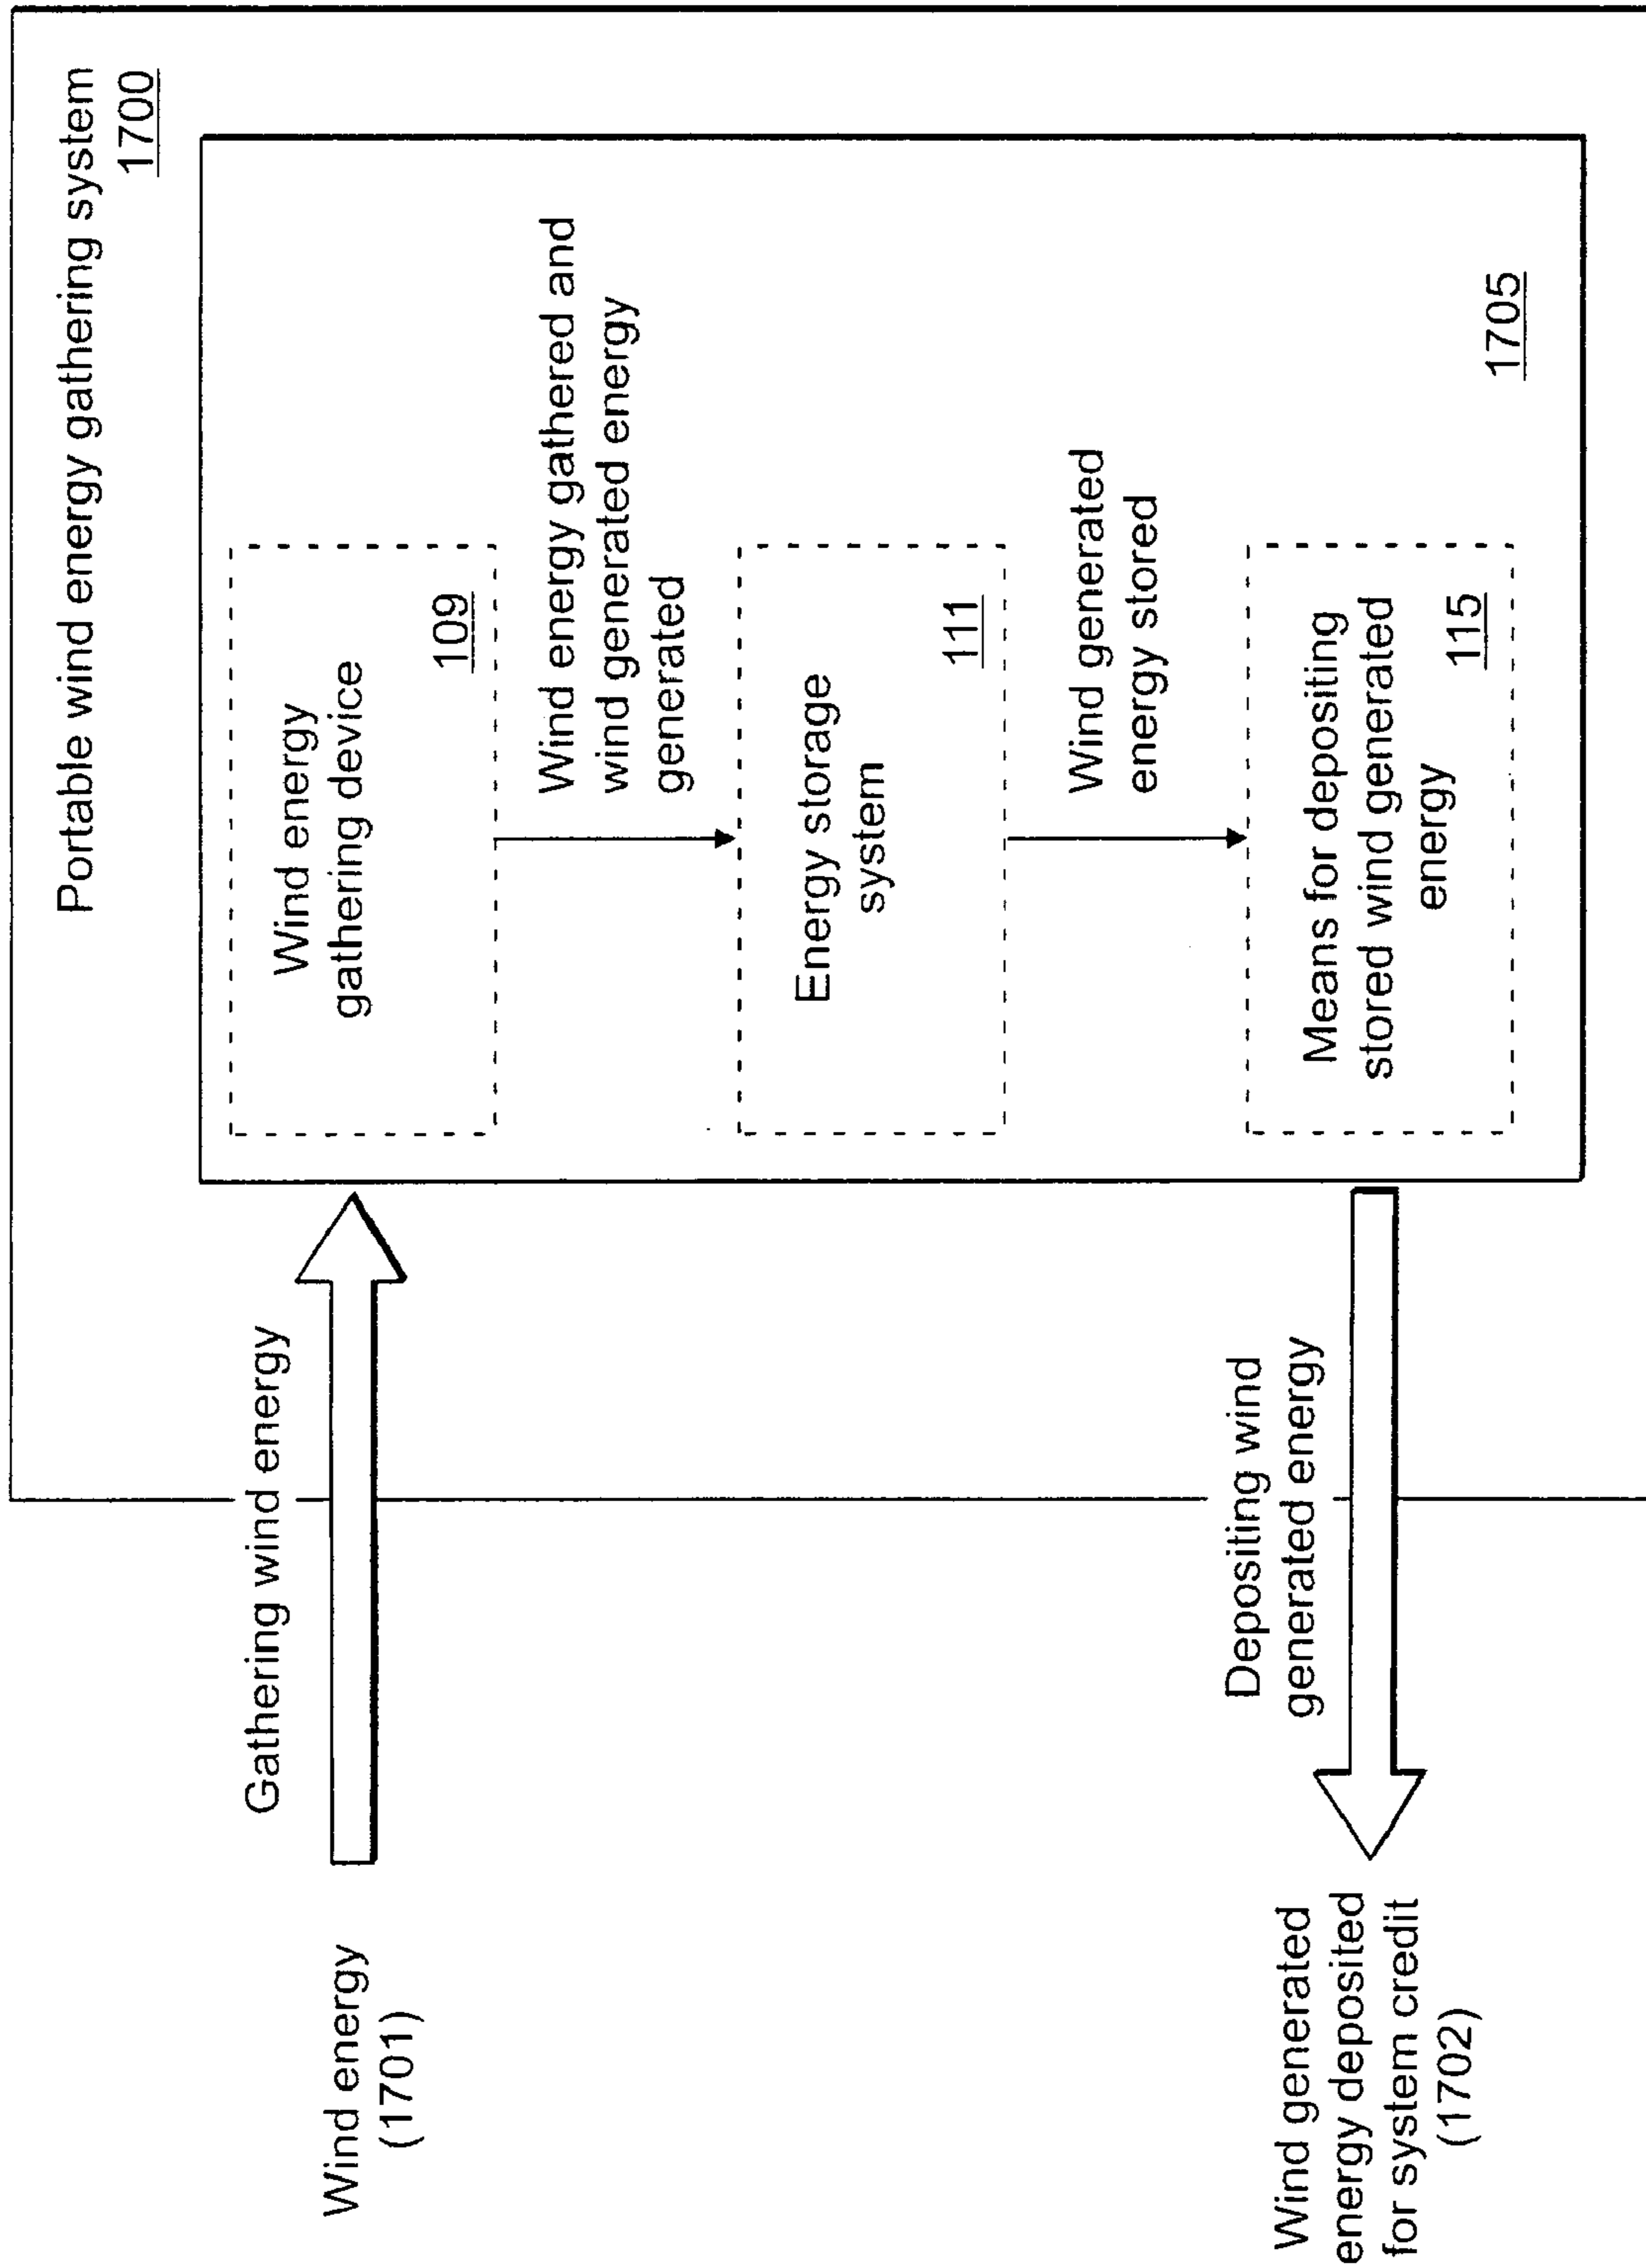 Portable wind energy gathering system
1700
Wind energy
(1701)
Gathering wind energy
Wind energy
gathering device
109
Wind energy gathered and
wind generated energy
generated
Energy storage
system
111
Wind generated
energy stored
Means for depositing
stored wind generated
energy
115
1705
Depositing wind
generated energy
Wind generated
energy deposited
for system credit
(1702)